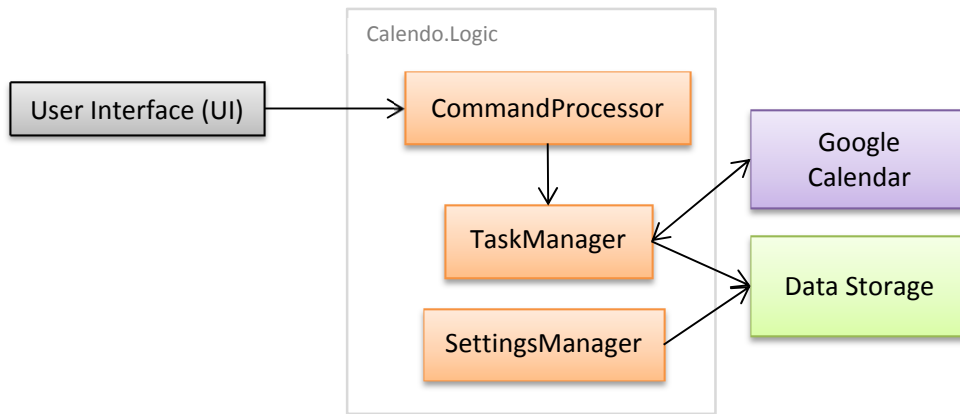 Calendo.Logic
User Interface (UI)
CommandProcessor
Google
Calendar
TaskManager
Data Storage
SettingsManager